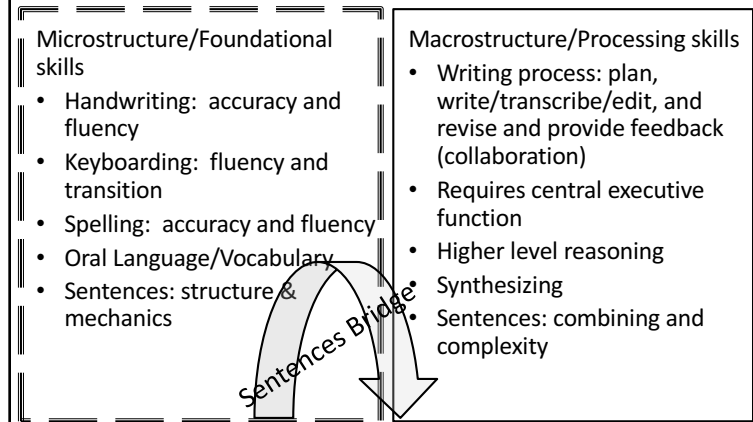 Microstructure/Foundational
skills
• Handwriting: accuracy and
fluency
• Keyboarding: fluency and
transition
• Spelling: accuracy and fluency
• Oral Language/Vocabulary
• Sentences: structure &
mechanics
Sentences Bridge
Macrostructure/Processing skills
• Writing process: plan,
write/transcribe/edit, and
revise and provide feedback
(collaboration)
• Requires central executive
function
• Higher level reasoning
• Synthesizing
• Sentences: combining and
complexity